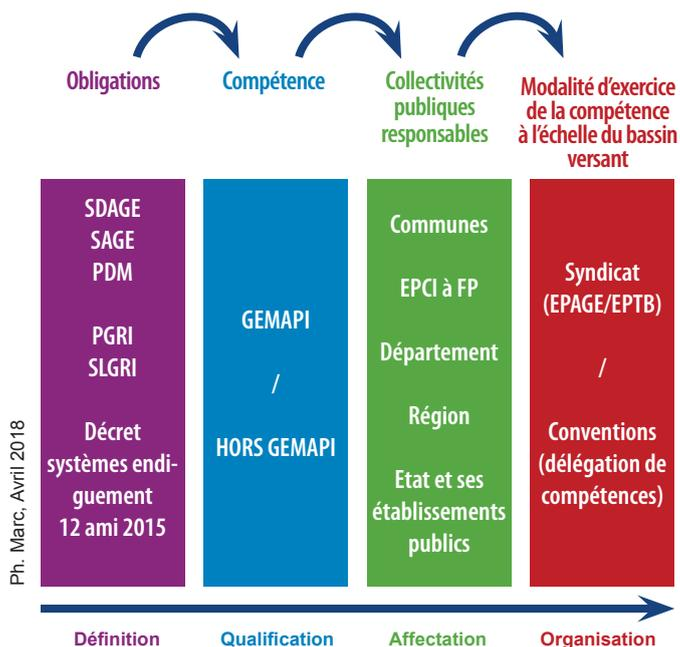 Obligations
Compétence
Collectivités
publiques
responsables
Modalité d’exercice
de la compétence
à l’échelle du bassin
versant
SDAGE
SAGE
PDM
PGRI
SLGRI
Décret
systèmes endi-
guement
12 ami 2015
GEMAPI
/
HORS GEMAPI
Communes
EPCI à FP
Département
Région
Etat et ses
établissements
publics
Syndicat
(EPAGE/EPTB)
/
Conventions
(délégation de
compétences)
Ph. Marc, Avril 2018
Définition
Qualification
Affectation
Organisation